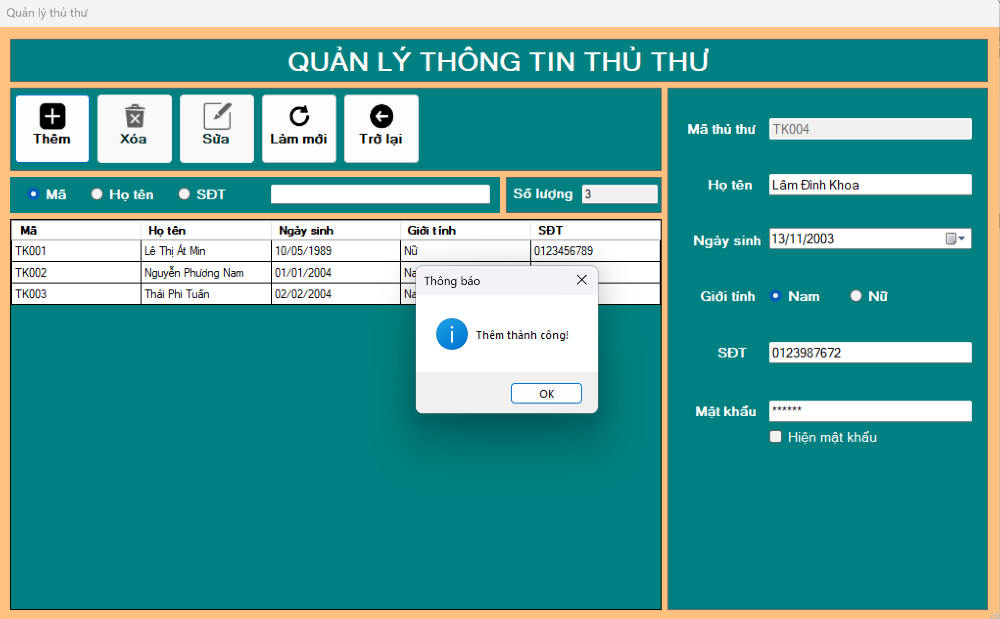 Quản lý thủ thư
QUẢN LÝ THÔNG TIN THỦ THƯ
Thêm Xóa Sửa Làm mới Trở lại
Mã Họ tên SĐT Số lượng 3
Mã Họ tên Ngày sinh Giới tính SĐT
TK001 Lê Thị Át Min 10/05/1989 Nữ 0123456789
TK002 Nguyễn Phương Nam 01/01/2004 Na
TK003 Thái Phi Tuấn 02/02/2004 Na
Thông báo
Thêm thành công!
OK
Mã thủ thư TK004
Họ tên Lâm Đình Khoa
Ngày sinh 13/11/2003
Giới tính Nam Nữ
SĐT 0123987672
Mật khẩu ******
Hiện mật khẩu